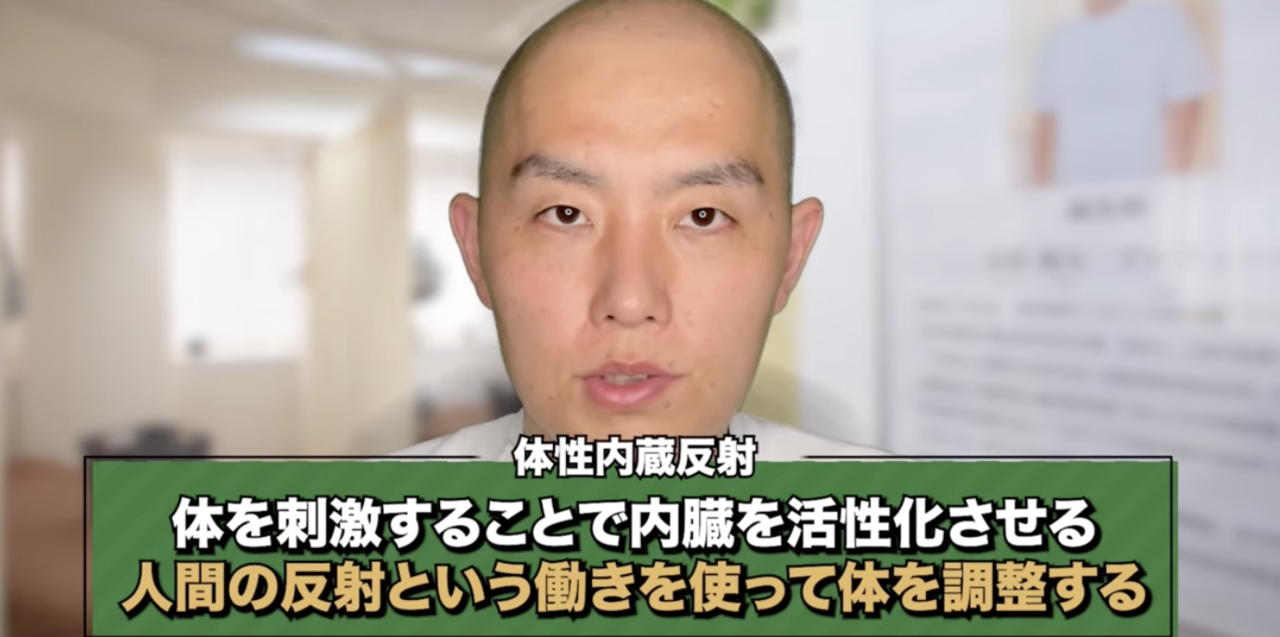 体性内蔵反射
体を刺激することで内臓を活性化させる
人間の反射という働きを使って体を調整する